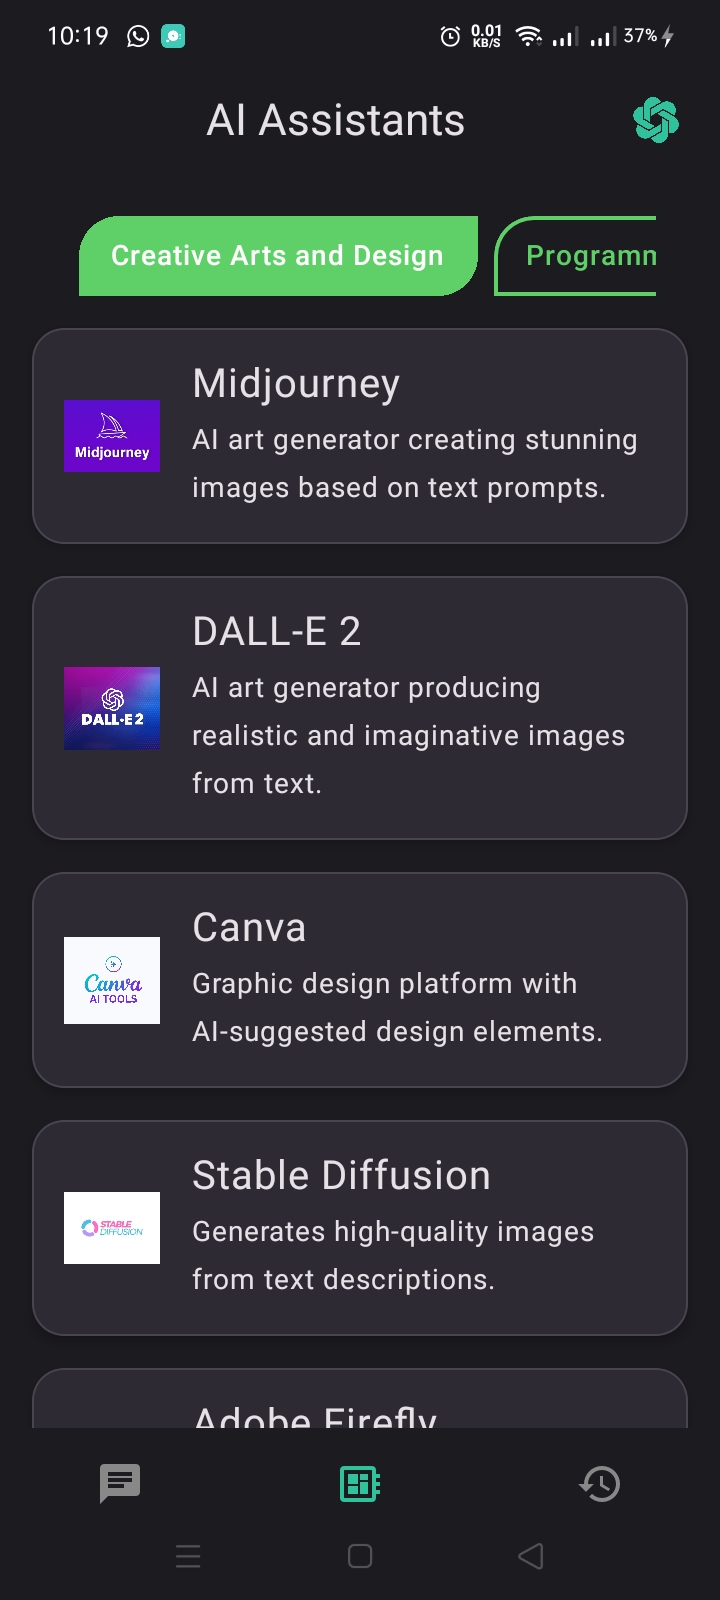 10:19
0.01
KB/S
37%
AI Assistants
Creative Arts and Design
Programn
Midjourney
Midjourney
AI art generator creating stunning
images based on text prompts.
DALL-E 2
DALL·E 2
AI art generator producing
realistic and imaginative images
from text.
Canva
AI TOOLS
Canva
Graphic design platform with
AI-suggested design elements.
STABLE
DIFFUSION
Stable Diffusion
Generates high-quality images
from text descriptions.
Adobe Firefly